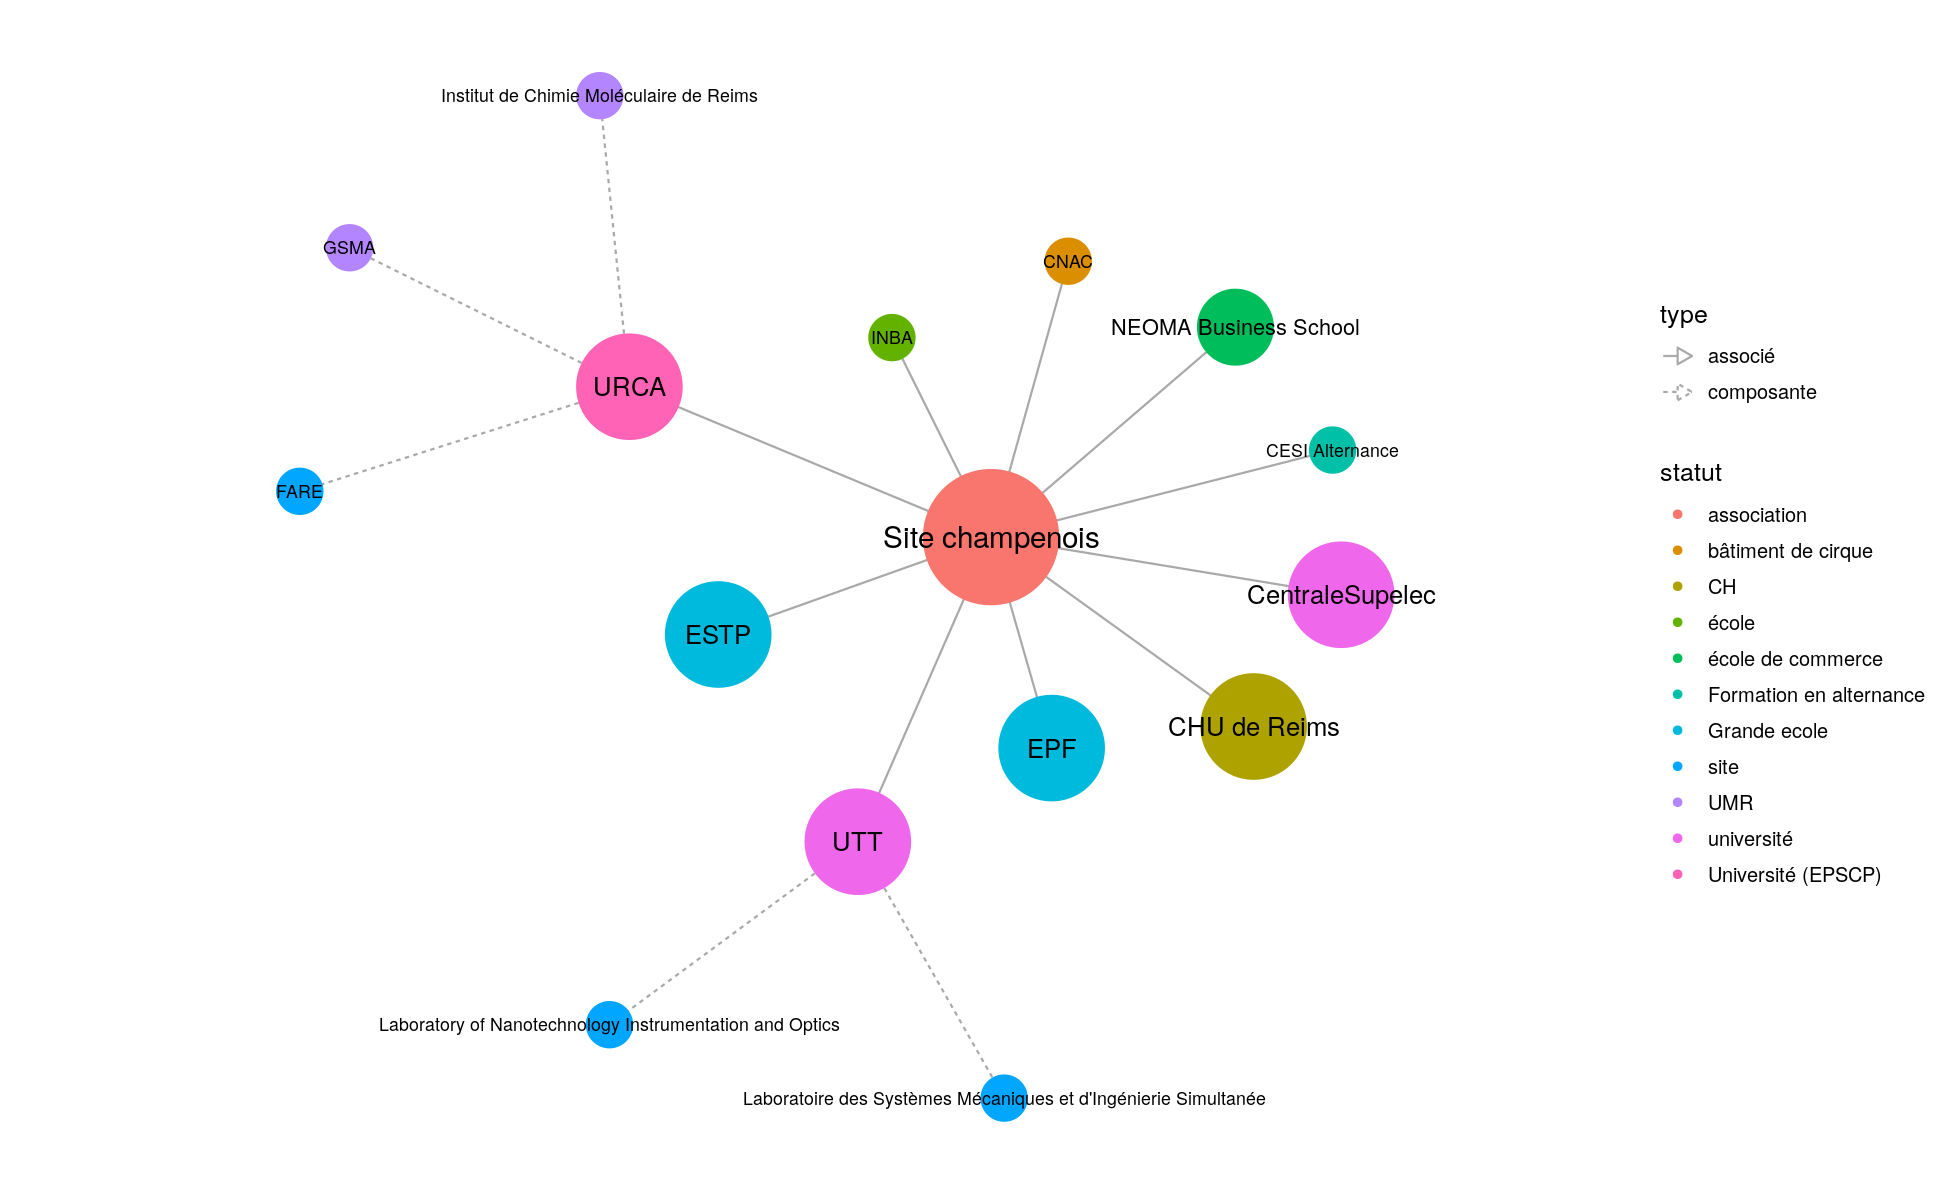 Institut de Chimie Moléculaire de Reims
GSMA
CNAC
NEOMA Business School
INBA
URCA
CESI Alternance
FARE
Site champenois
CentraleSupelec
ESTP
CHU de Reims
EPF
UTT
Laboratory of Nanotechnology Instrumentation and Optics
Laboratoire des Systèmes Mécaniques et d'Ingénierie Simultanée
type
associé
composante
statut
association
bâtiment de cirque
CH
école
école de commerce
Formation en alternance
Grande ecole
site
UMR
université
Université (EPSCP)